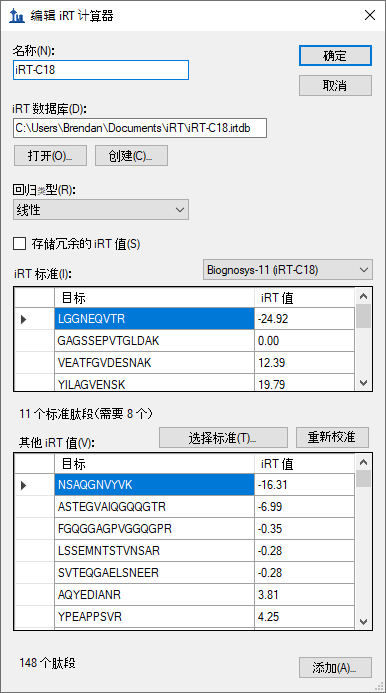 编辑 iRT 计算器
名称(N):
确定
iRT-C18
取消
iRT 数据库(D):
C:\Users\Brendan\Documents\iRT\iRT-C18.irtdb
打开(O)... 创建(C)...
回归类型(R):
线性
存储冗余的 iRT 值(S)
iRT 标准(I): Biognosys-11 (iRT-C18)
目标 iRT 值
LGGNEQVTR -24.92
GAGSSEPVTGLDAK 0.00
VEATFGVDESNAK 12.39
YILAGVENSK 19.79
11 个标准肽段(需要 8 个)
其他 iRT 值(V): 选择标准(T)... 重新校准
目标 iRT 值
NSAQGNVYVK -16.31
ASTEGVAIQGQQGTR -6.99
FGQGGAGPVGGQGPR -0.35
LSSEMNTSTVNSAR -0.28
SVTEQGAELSNEER -0.28
AQYEDIANR 3.81
YPEAPPSVR 4.25
148 个肽段
添加(A)...